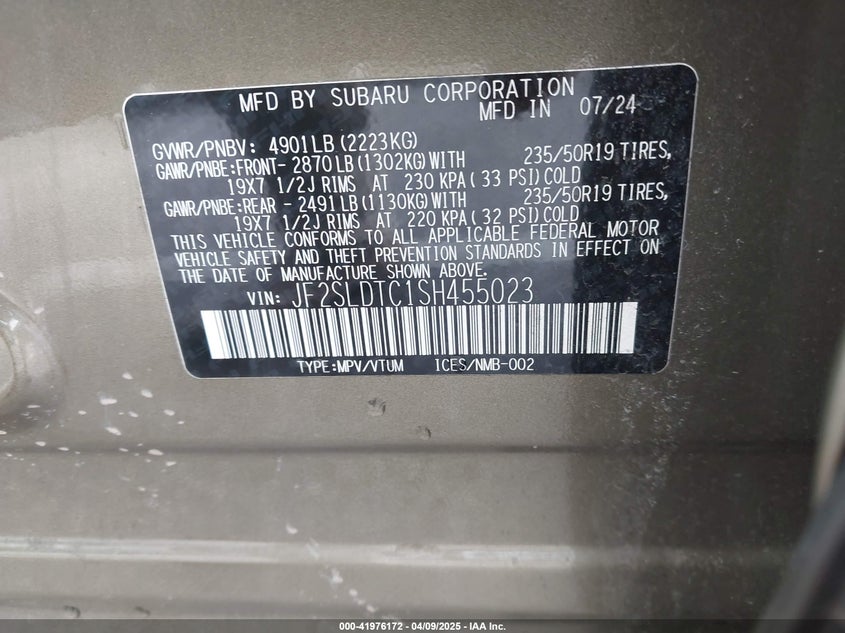 MFD BY SUBARU CORPORATION
MFD IN 07/24
GVWR/PNBV: 4901LB(2223KG)
GAWR/PNBE:FRONT- 2870LB(1302KG)WITH 235/50R19 TIRES,
19X7 1/2J RIMS AT 230 KPA( 33 PSI)COLD
GAWR/PNBE:REAR - 2491LB(1130KG)WITH 235/50R19 TIRES,
19X7 1/2J RIMS AT 220 KPA( 32 PSI)COLD
THIS VEHICLE CONFORMS TO ALL APPLICABLE FEDERAL MOTOR
VEHICLE SAFETY AND THEFT PREVENTION STANDARDS IN EFFECT ON
THE DATE OF MANUFACTURE SHOWN ABOVE.
VIN: JF2SLDTC1SH455023
TYPE:MPV/VTUM ICES/NMB-002
000-41976172 - 04/09/2025 - IAA Inc.